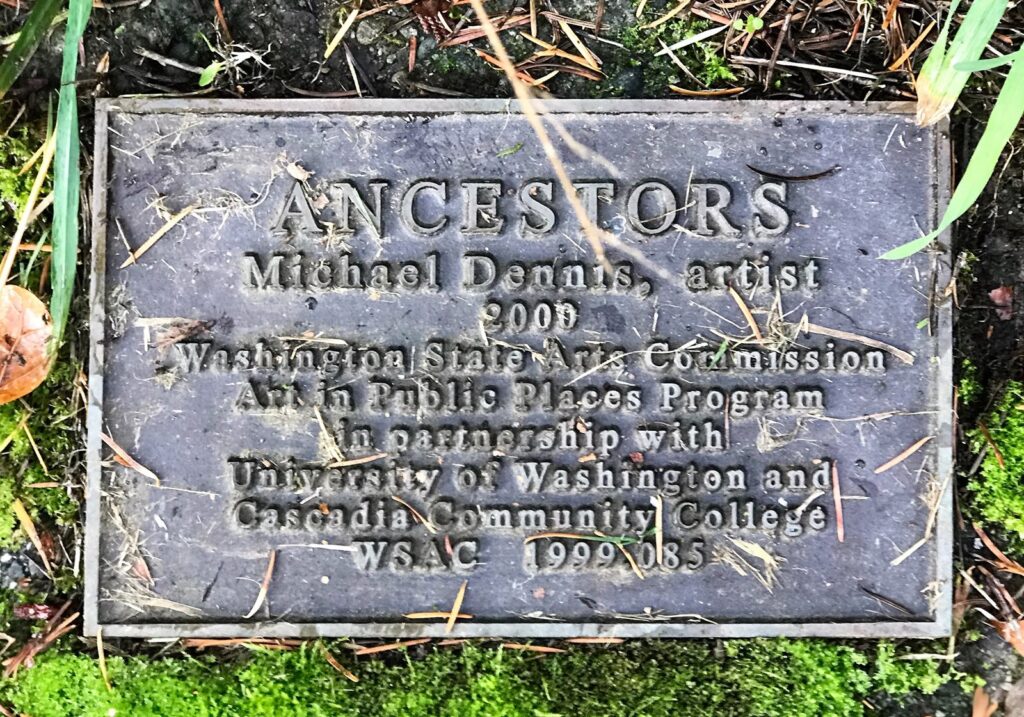 ANCESTORS
Michael Dennis, artist
2000
Washington State Arts Commission
Art in Public Places Program
in partnership with
University of Washington and
Cascadia Community College
WSAC 1999-085